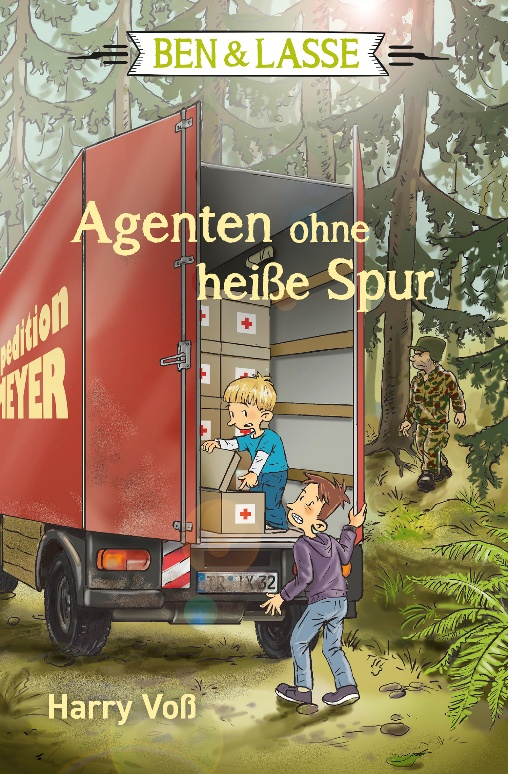 BEN & LASSE
Agenten ohne
heiße Spur
pedition
MEYER
Harry Voß